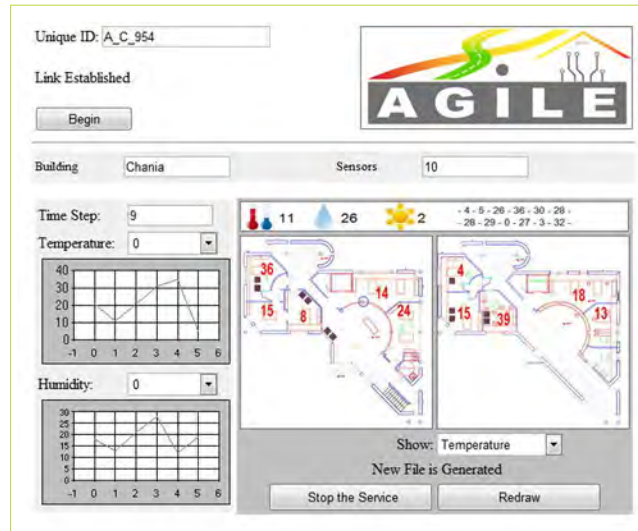 Unique ID: A_C_954
Link Established
Begin
AGILE
Building Chania Sensors 10
Time Step: 9
11 26 2 - 4 - 5 - 26 - 36 - 30 - 28 -
- 28 - 29 - 0 - 27 - 3 - 32 -
Temperature: 0
40
30
20
10
0
-1 0 1 2 3 4 5 6
36 14 15 8 24
4 18 15 39 13
Humidity: 0
30
25
20
15
10
5
0
-1 0 1 2 3 4 5 6
Show: Temperature
New File is Generated
Stop the Service Redraw